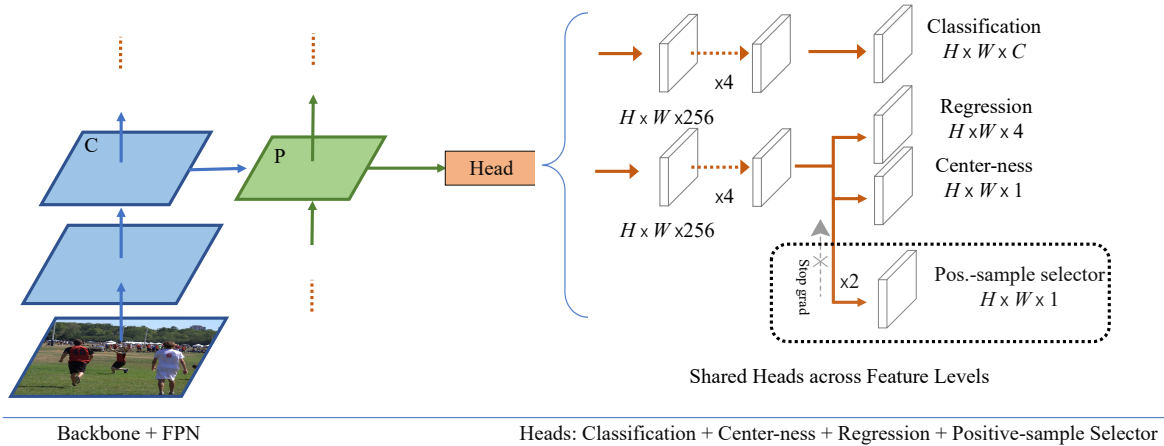 Classification
H x W x C
x4
H x W x256
C
P
Head
Regression
H x W x 4
Center-ness
H x W x 1
x4
H x W x256
Stop grad
x2
Pos.-sample selector
H x W x 1
Shared Heads across Feature Levels
Backbone + FPN
Heads: Classification + Center-ness + Regression + Positive-sample Selector